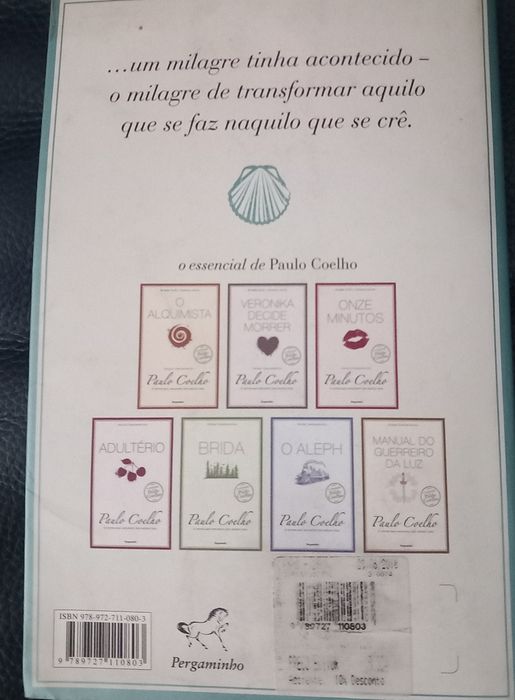 ...um milagre tinha acontecido –
o milagre de transformar aquilo
que se faz naquilo que se crê.
o essencial de Paulo Coelho
O
ALQUIMISTA
Paulo Coelho
VERONIKA
DECIDE
MORRER
Paulo Coelho
ONZE
MINUTOS
Paulo Coelho
ADULTÉRIO
Paulo Coelho
BRIDA
Paulo Coelho
O ALEPH
Paulo Coelho
MANUAL DO
GUERREIRO
DA LUZ
Paulo Coelho
ISBN 978-972-711-080-3
9 789727 110803
Pergaminho
9 789727 110803
10% Desconto